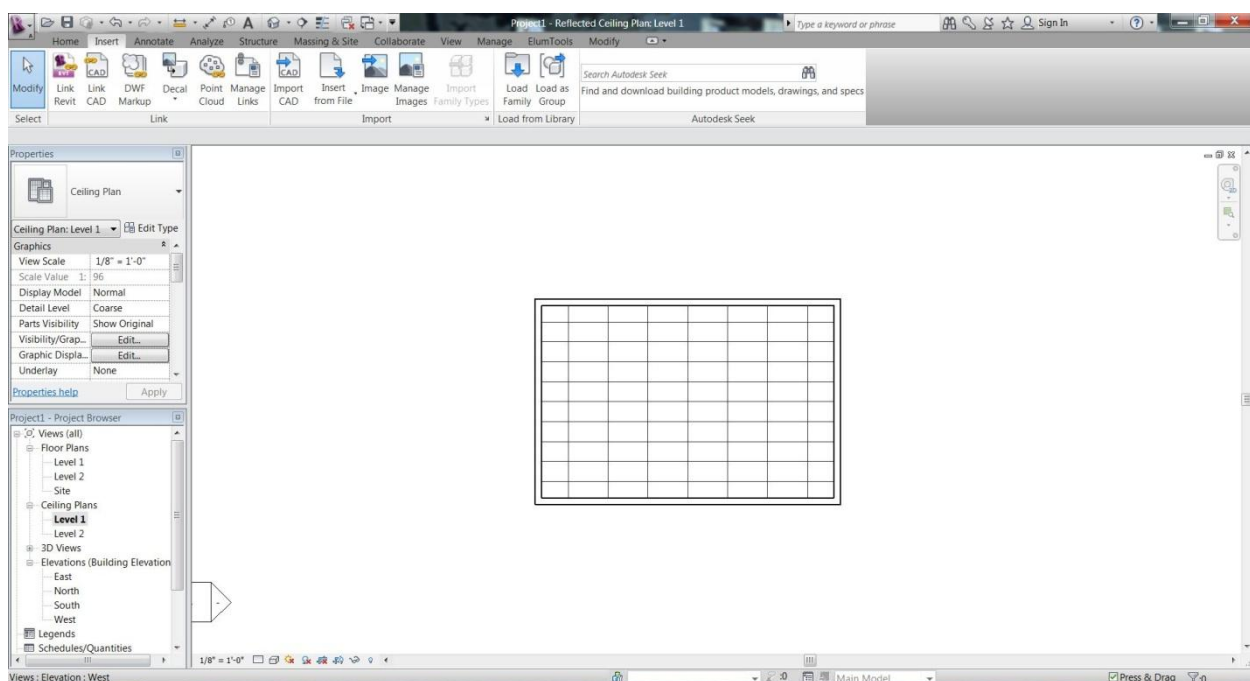 Project1 - Reflected Ceiling Plan: Level 1
Type a keyword or phrase
Sign In
Home Insert Annotate Analyze Structure Massing & Site Collaborate View Manage ElumTools Modify
Modify
Link Revit
Link CAD
DWF Markup
Decal
Point Cloud
Manage Links
Import CAD
Insert from File
Image
Manage Images
Import Family Types
Load Family
Load as Group
Search Autodesk Seek
Find and download building product models, drawings, and specs
Select Link Import Load from Library Autodesk Seek
Properties
Ceiling Plan
Ceiling Plan: Level 1 Edit Type
Graphics
View Scale 1/8" = 1'-0"
Scale Value 1: 96
Display Model Normal
Detail Level Coarse
Parts Visibility Show Original
Visibility/Grap... Edit...
Graphic Displa... Edit...
Underlay None
Properties help Apply
Project1 - Project Browser
Views (all)
Floor Plans
Level 1
Level 2
Site
Ceiling Plans
Level 1
Level 2
3D Views
Elevations (Building Elevation
East
North
South
West
Legends
Schedules/Quantities
1/8" = 1'-0"
Views : Elevation : West :0 Main Model Press & Drag :0